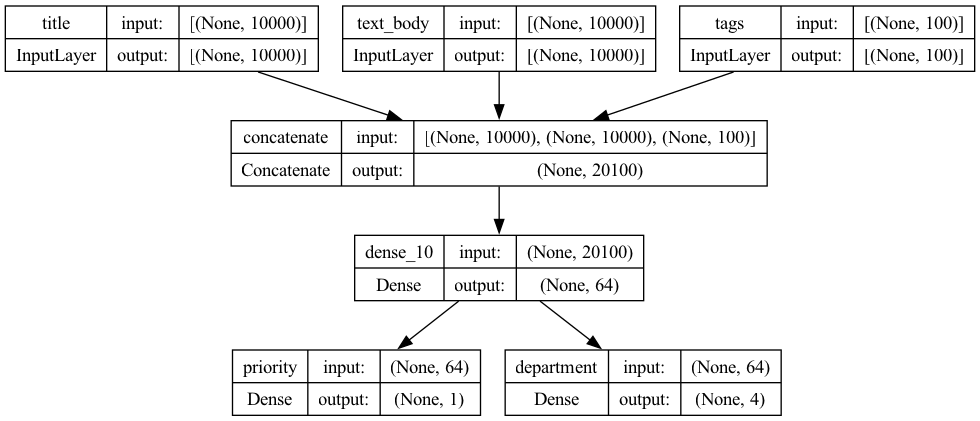 title input: [(None, 10000)]
InputLayer output: [(None, 10000)]
text_body input: [(None, 10000)]
InputLayer output: [(None, 10000)]
tags input: [(None, 100)]
InputLayer output: [(None, 100)]
concatenate input: [(None, 10000), (None, 10000), (None, 100)]
Concatenate output: (None, 20100)
dense_10 input: (None, 20100)
Dense output: (None, 64)
priority input: (None, 64)
Dense output: (None, 1)
department input: (None, 64)
Dense output: (None, 4)